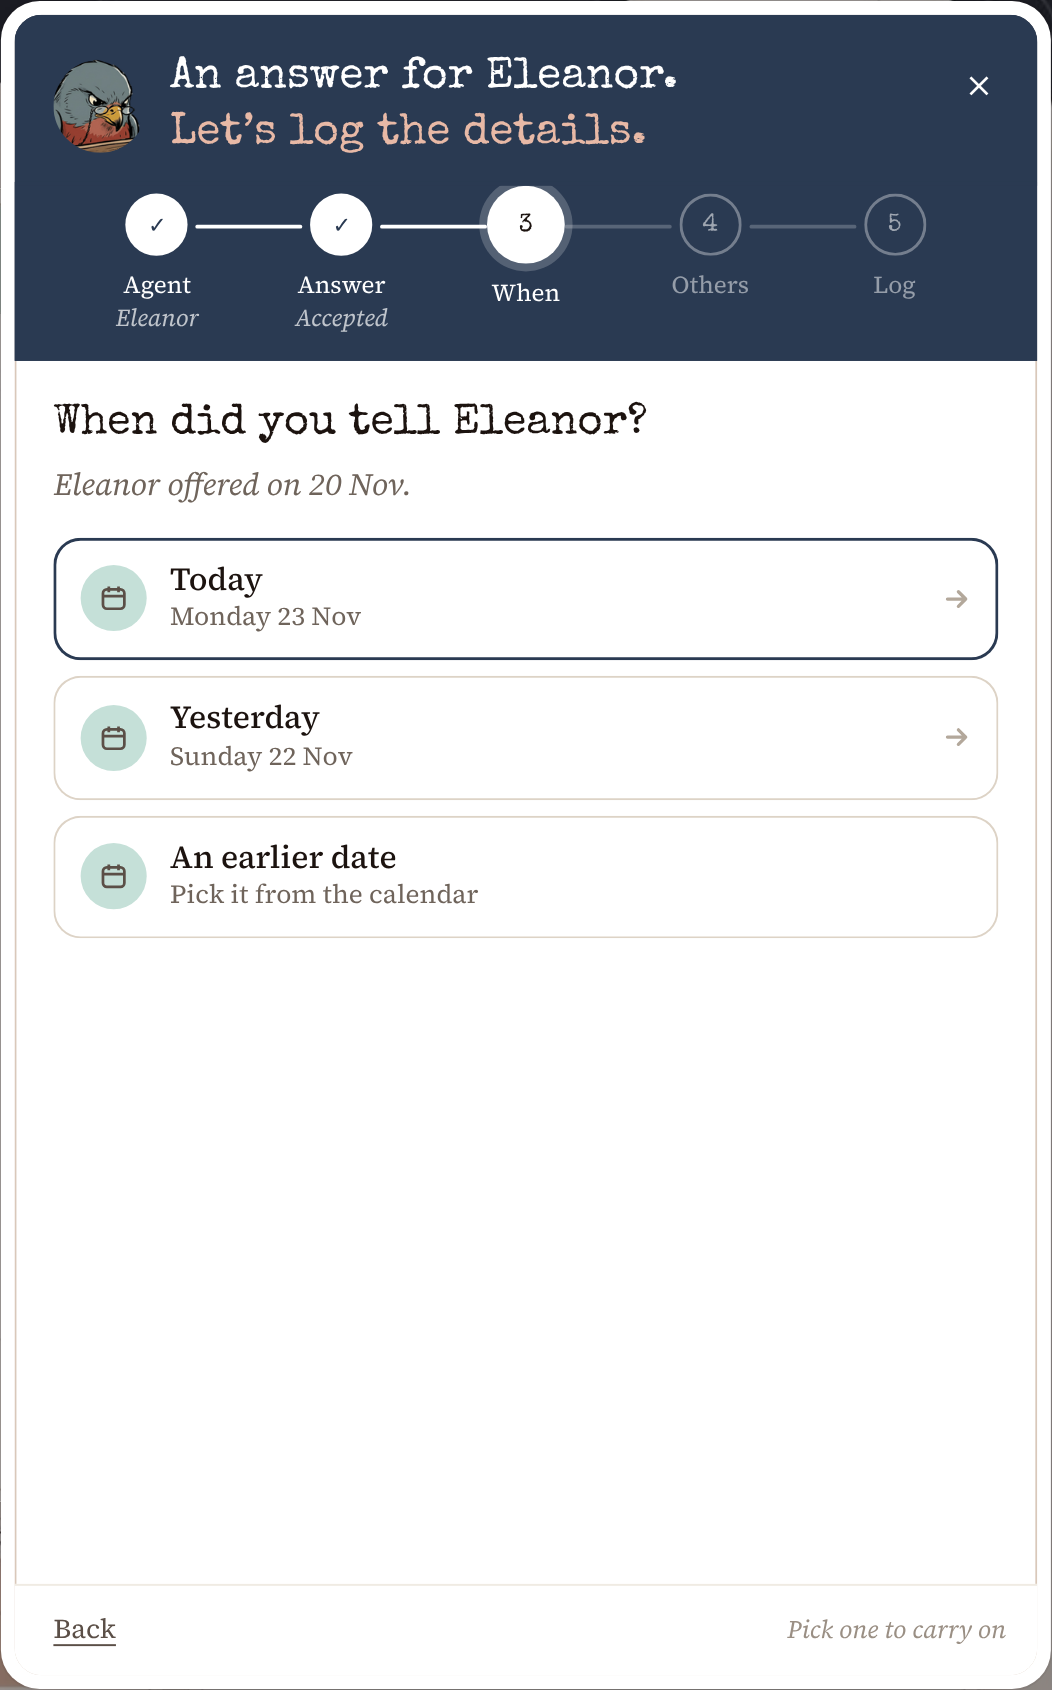 An answer for Eleanor.
Let’s log the details.
✓
✓
3
4
5
Agent
Answer
When
Others
Log
Eleanor
Accepted
When did you tell Eleanor?
Eleanor offered on 20 Nov.
Today
Monday 23 Nov
Yesterday
Sunday 22 Nov
An earlier date
Pick it from the calendar
Back
Pick one to carry on